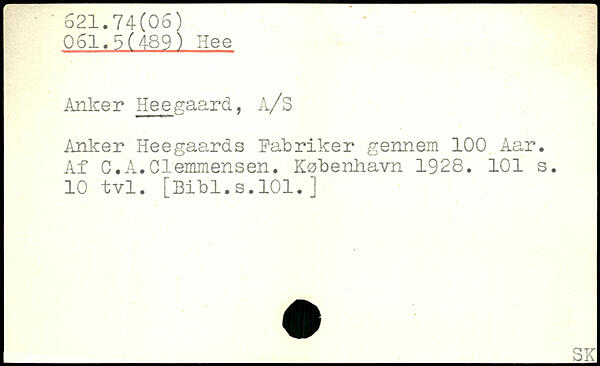 621.74(06)
061.5(489) Hee
Anker Heegaard, A/S
Anker Heegaards Fabriker gennem 100 Aar.
Af C.A.Clemmensen. København 1928. 101 s.
10 tvl. [Bibl.s.101.]
SK